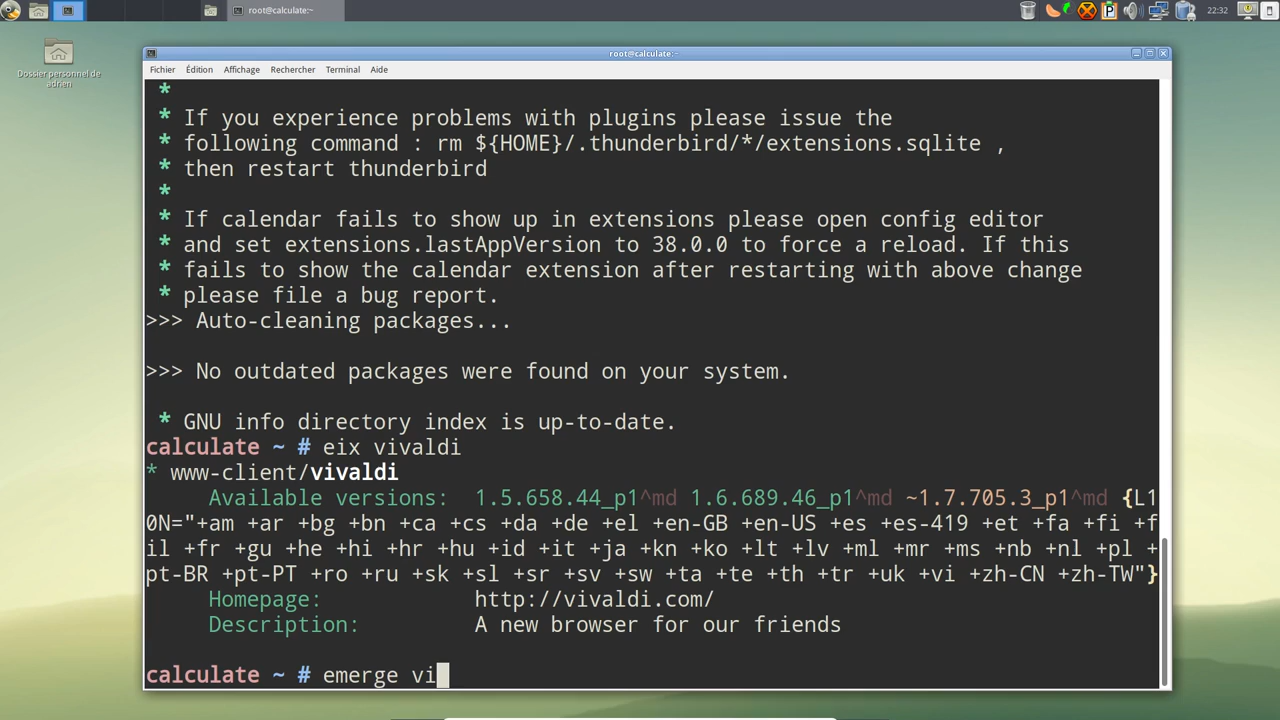 root@calculate:~
22:32
Dossier personnel de
adrien
root@calculate:~
Fichier Édition Affichage Rechercher Terminal Aide
*
* If you experience problems with plugins please issue the
* following command : rm ${HOME}/.thunderbird/*/extensions.sqlite ,
* then restart thunderbird
*
* If calendar fails to show up in extensions please open config editor
* and set extensions.lastAppVersion to 38.0.0 to force a reload. If this
* fails to show the calendar extension after restarting with above change
* please file a bug report.
>>> Auto-cleaning packages...
>>> No outdated packages were found on your system.
* GNU info directory index is up-to-date.
calculate ~ # eix vivaldi
* www-client/vivaldi
Available versions: 1.5.658.44_p1^md 1.6.689.46_p1^md ~1.7.705.3_p1^md {L1
0N="+am +ar +bg +bn +ca +cs +da +de +el +en-GB +en-US +es +es-419 +et +fa +fi +f
il +fr +gu +he +hi +hr +hu +id +it +ja +kn +ko +lt +lv +ml +mr +ms +nb +nl +pl +
pt-BR +pt-PT +ro +ru +sk +sl +sr +sv +sw +ta +te +th +tr +uk +vi +zh-CN +zh-TW"}
Homepage: http://vivaldi.com/
Description: A new browser for our friends
calculate ~ # emerge vi